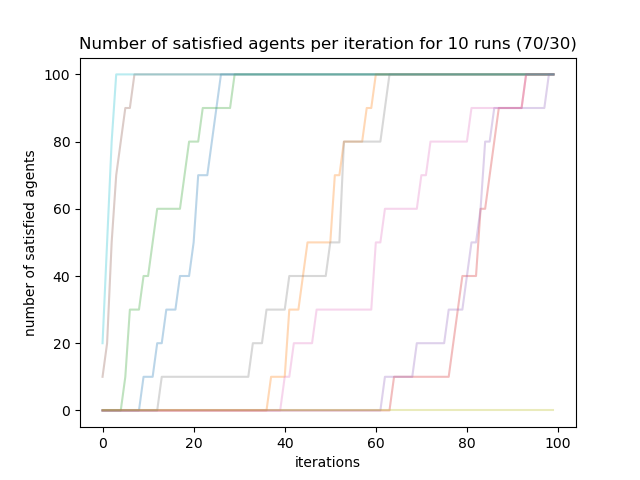 Number of satisfied agents per iteration for 10 runs (70/30)
100
80
60
40
20
0
number of satisfied agents
0 20 40 60 80 100
iterations